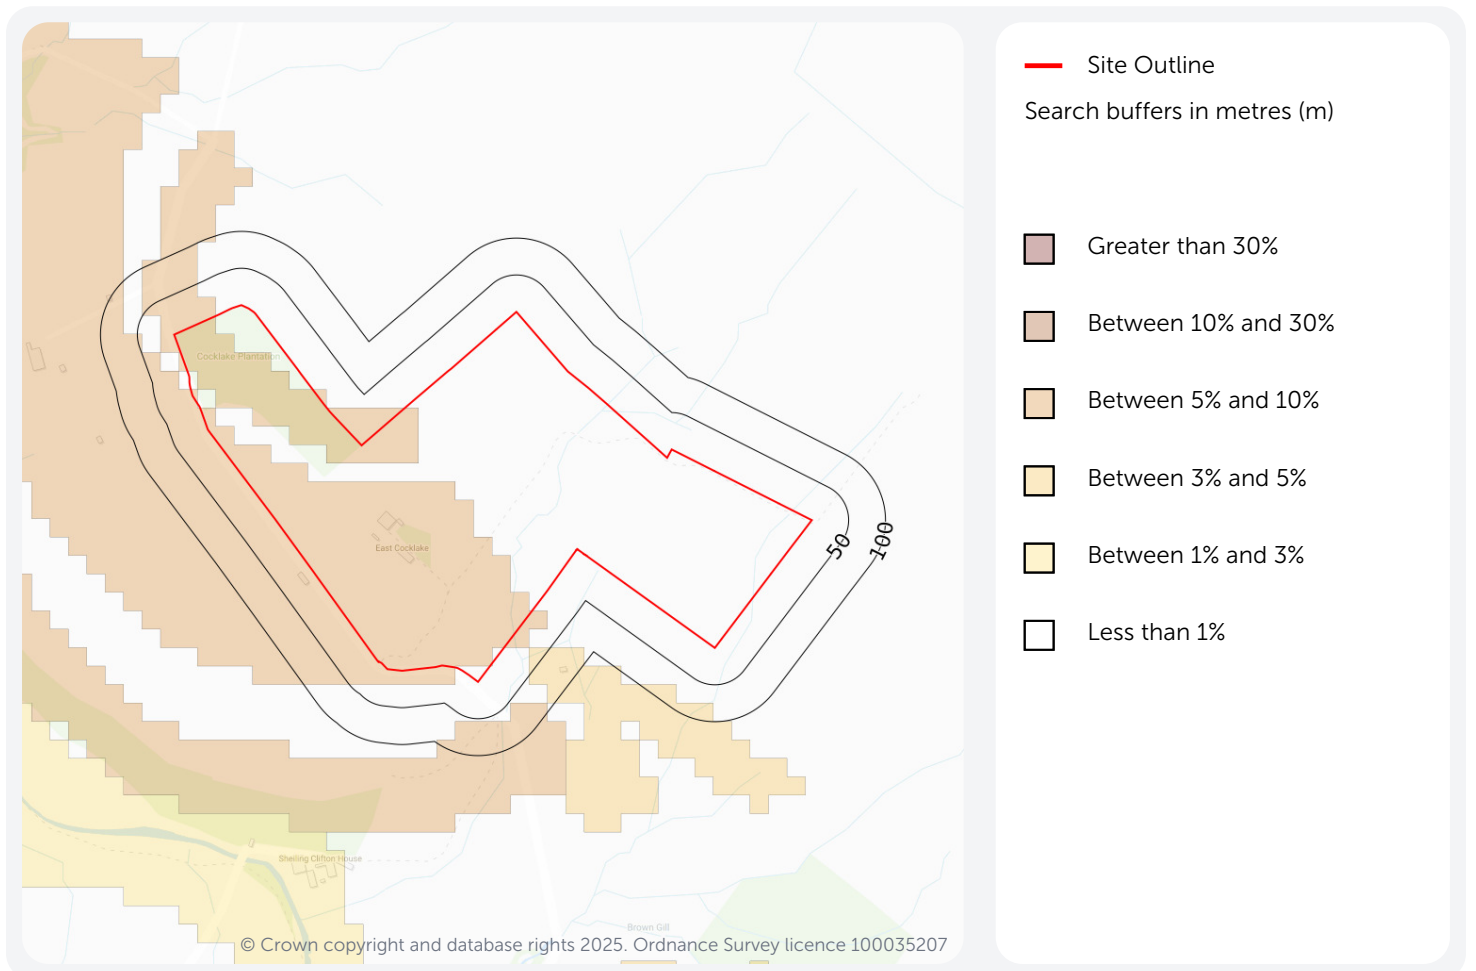 Cocklake Plantation
East Cocklake
50
100
Shelling Clifton House
Brown Gill
© Crown copyright and database rights 2025. Ordnance Survey licence 100035207
Site Outline
Search buffers in metres (m)
Greater than 30%
Between 10% and 30%
Between 5% and 10%
Between 3% and 5%
Between 1% and 3%
Less than 1%